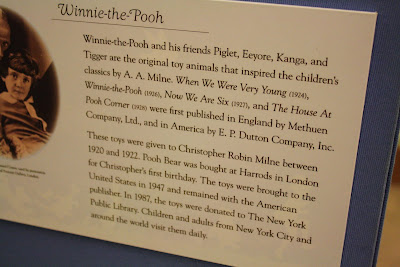 Winnie-the-Pooh
Winnie-the-Pooh and his friends Piglet, Eeyore, Kanga, and
Tigger are the original toy animals that inspired the children's
classics by A. A. Milne. When We Were Very Young (1924),
Winnie-the-Pooh (1926), Now We Are Six (1927), and The House At
Pooh Corner (1928) were first published in England by Methuen
Company, Ltd., and in America by E. P. Dutton Company, Inc.
These toys were given to Christopher Robin Milne between
1920 and 1922. Pooh Bear was bought at Harrods in London
for Christopher's first birthday. The toys were brought to the
United States in 1947 and remained with the American
publisher. In 1987, the toys were donated to The New York
Public Library. Children and adults from New York City and
around the world visit them daily.